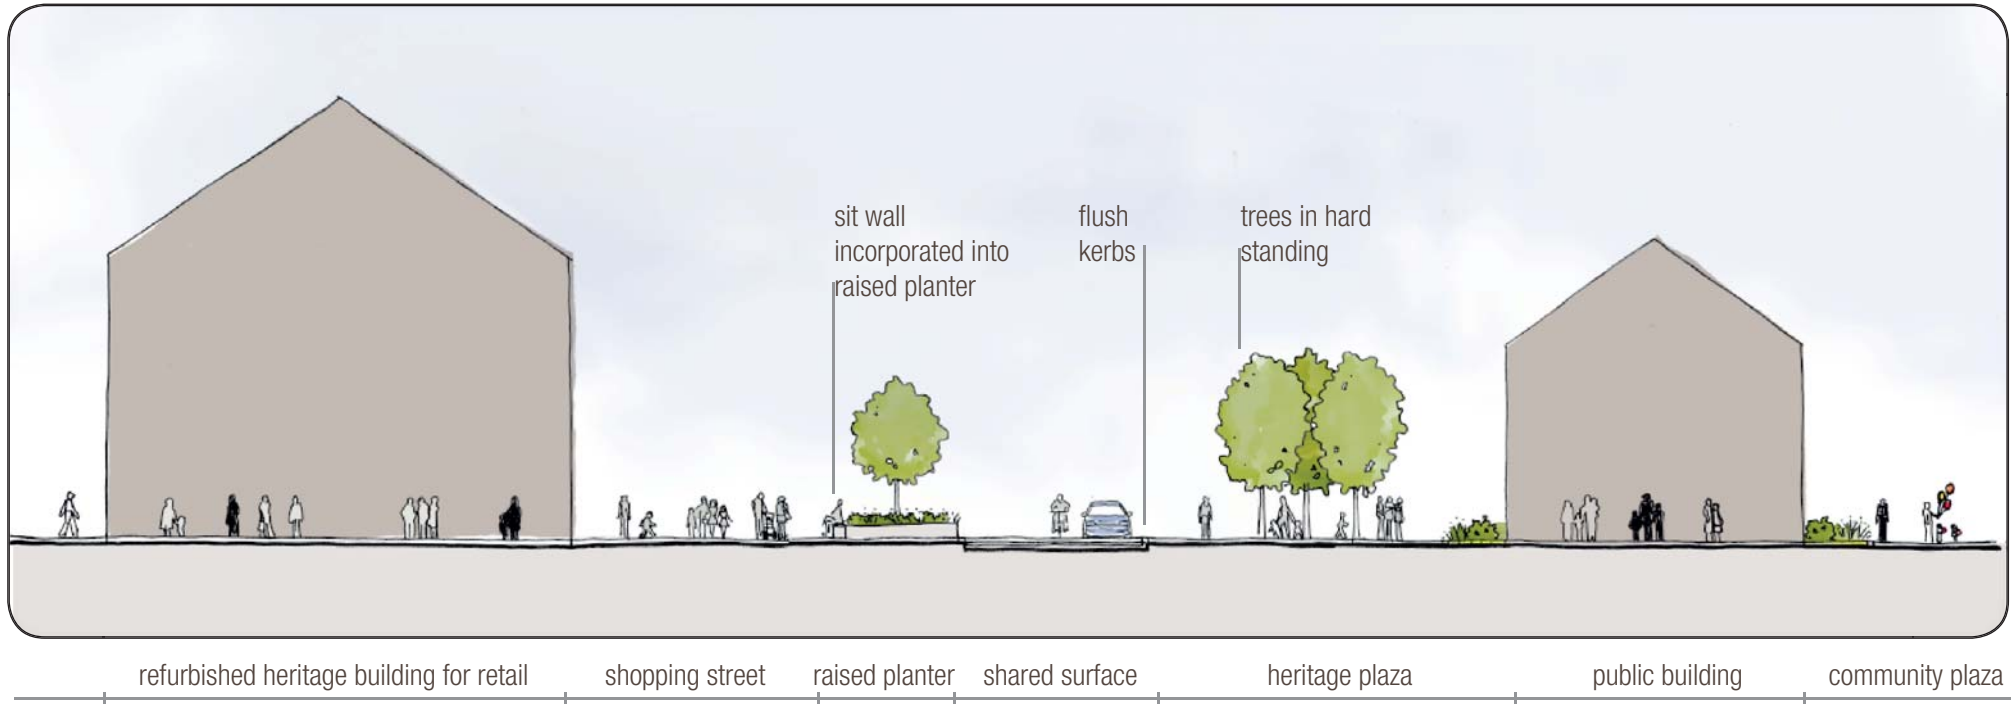 sit wall
incorporated into
raised planter
flush
kerbs
trees in hard
standing
refurbished heritage building for retail
shopping street
raised planter
shared surface
heritage plaza
public building
community plaza